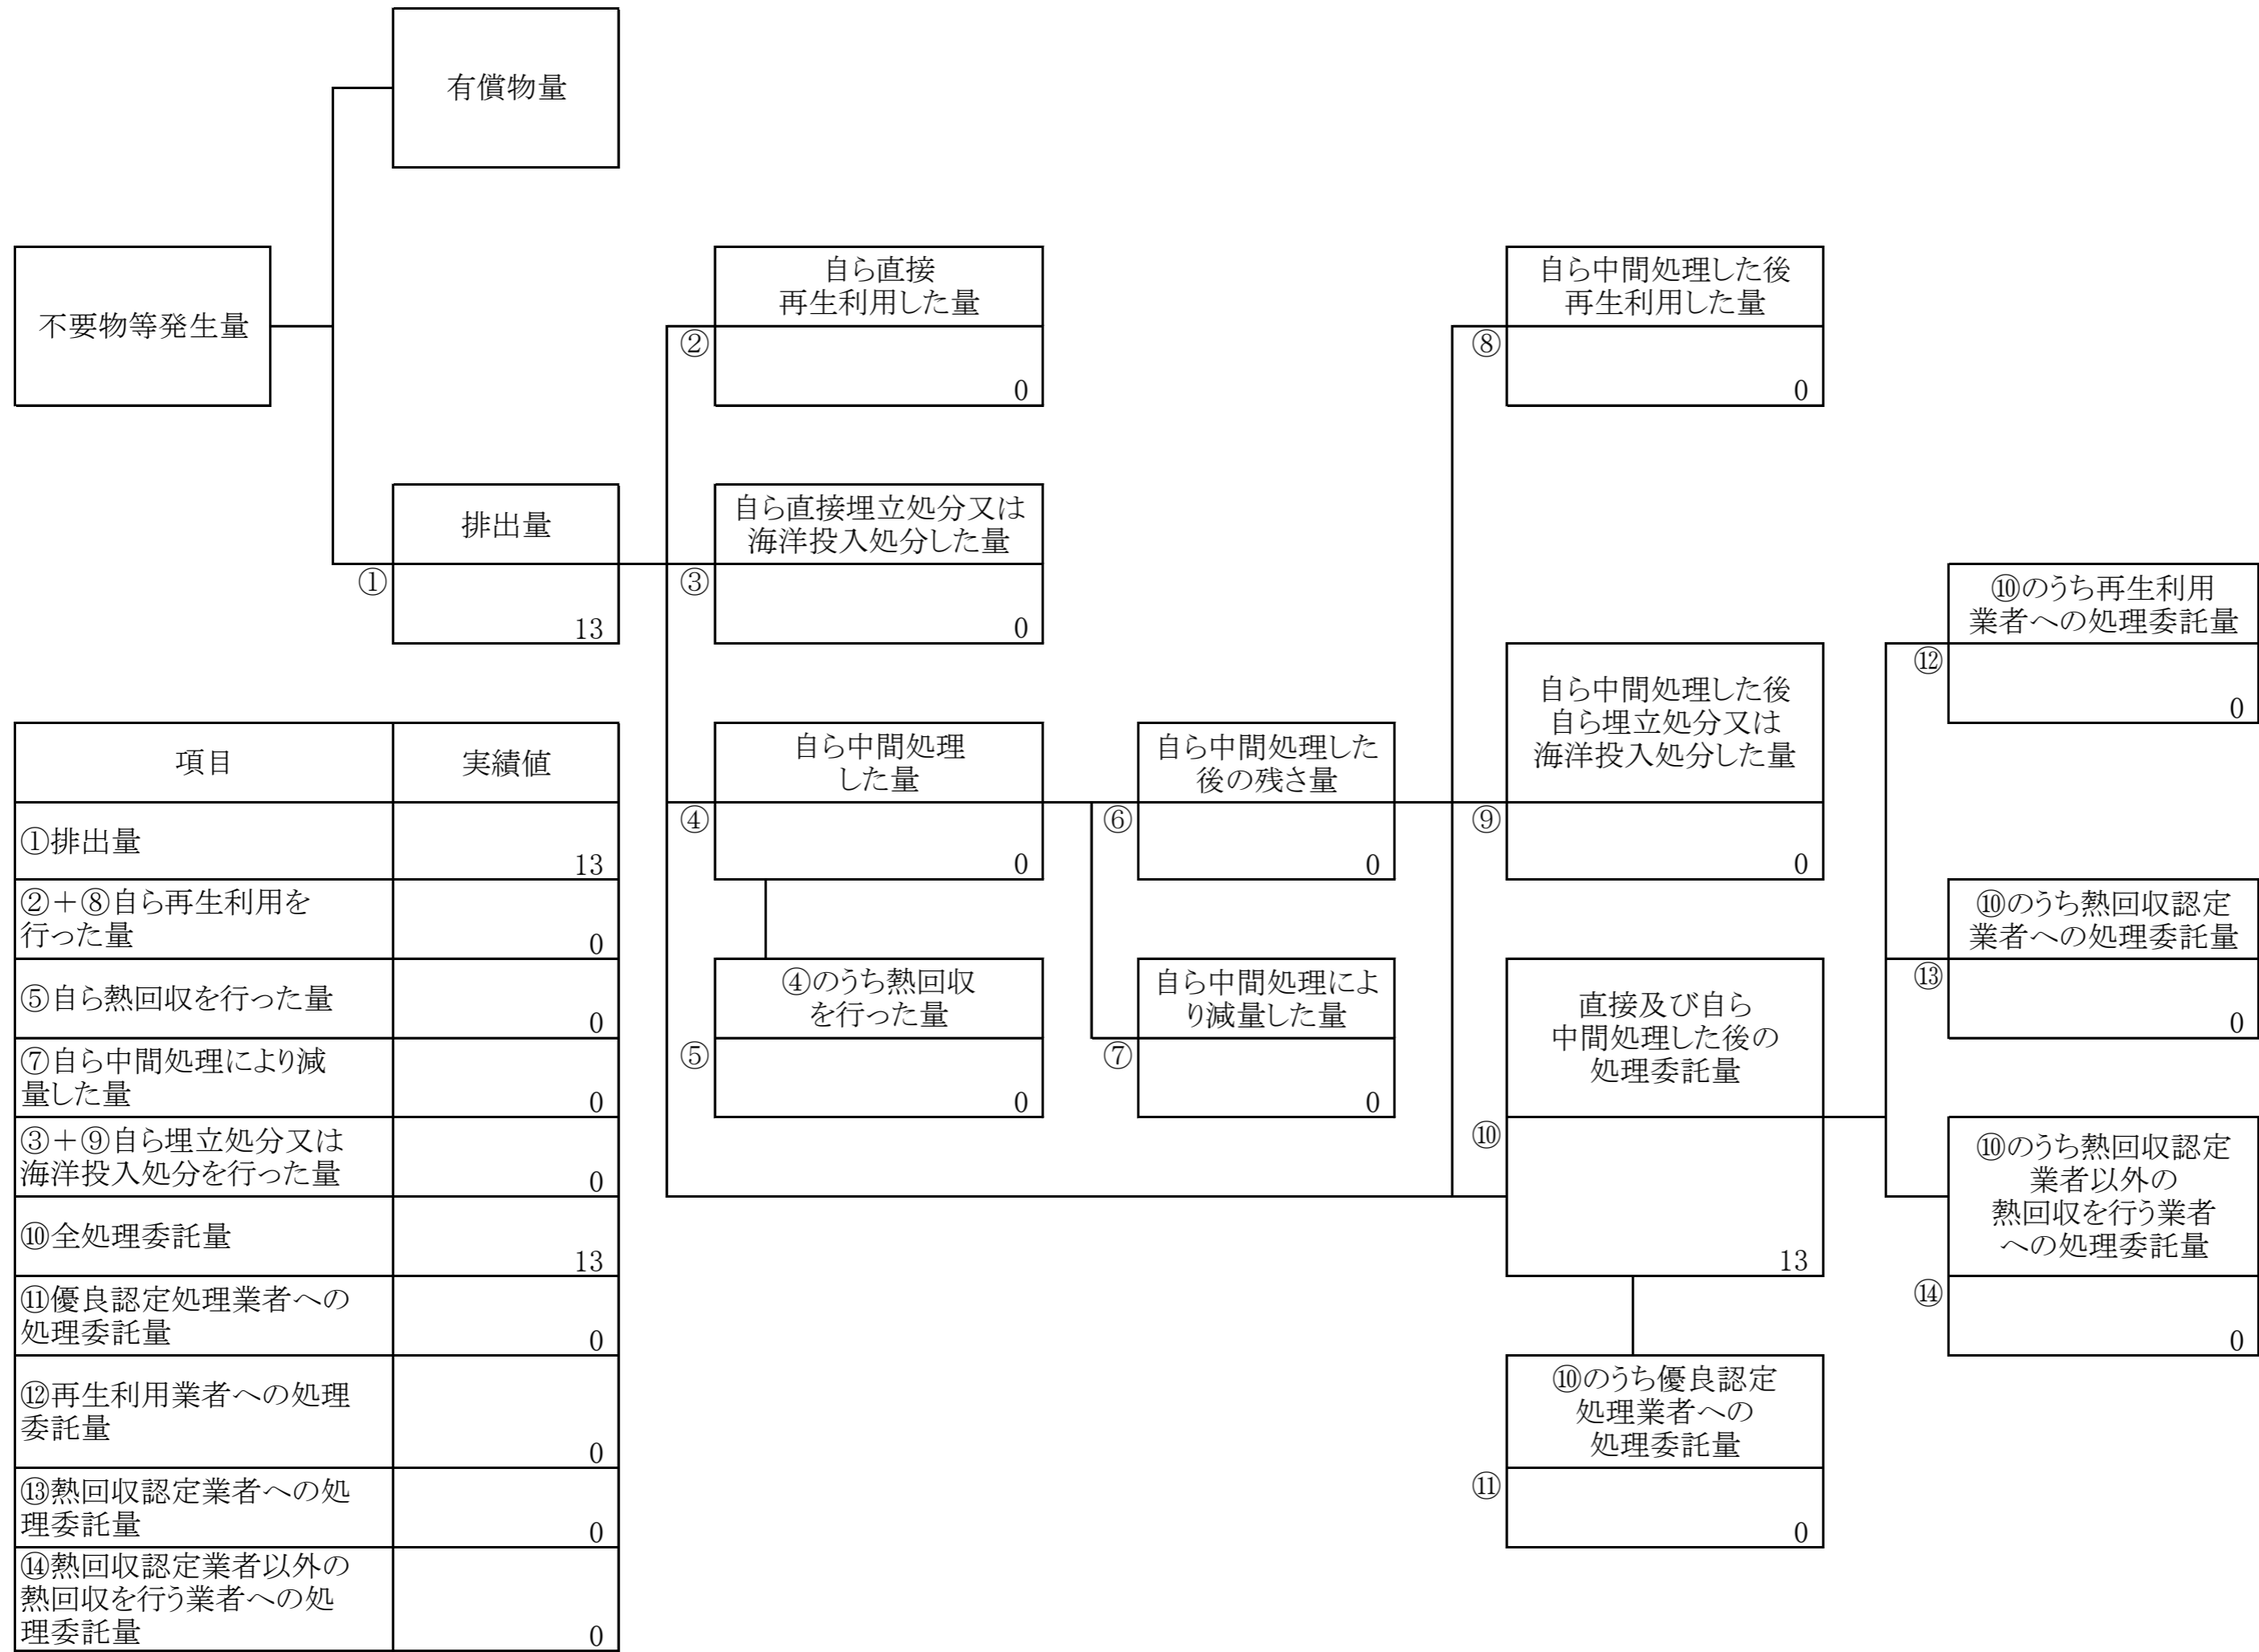 有償物量
不要物等発生量
自ら直接
再生利用した量
②
0
自ら中間処理した後
再生利用した量
⑧
0
排出量
①
13
自ら直接埋立処分又は
海洋投入処分した量
③
0
⑩のうち再生利用
業者への処理委託量
⑫
0
自ら中間処理
した量
④
0
自ら中間処理した
後の残さ量
⑥
0
自ら中間処理した後
自ら埋立処分又は
海洋投入処分した量
⑨
0
⑩のうち熱回収認定
業者への処理委託量
⑬
0
④のうち熱回収
を行った量
⑤
0
自ら中間処理によ
り減量した量
⑦
0
直接及び自ら
中間処理した後の
処理委託量
⑩
13
⑩のうち熱回収認定
業者以外の
熱回収を行う業者
への処理委託量
⑭
0
⑩のうち優良認定
処理業者への
処理委託量
⑪
0
項目 実績値
①排出量
13
②＋⑧自ら再生利用を
行った量
0
⑤自ら熱回収を行った量
0
⑦自ら中間処理により減
量した量
0
③＋⑨自ら埋立処分又は
海洋投入処分を行った量
0
⑩全処理委託量
13
⑪優良認定処理業者への
処理委託量
0
⑫再生利用業者への処理
委託量
0
⑬熱回収認定業者への処
理委託量
0
⑭熱回収認定業者以外の
熱回収を行う業者への処
理委託量
0